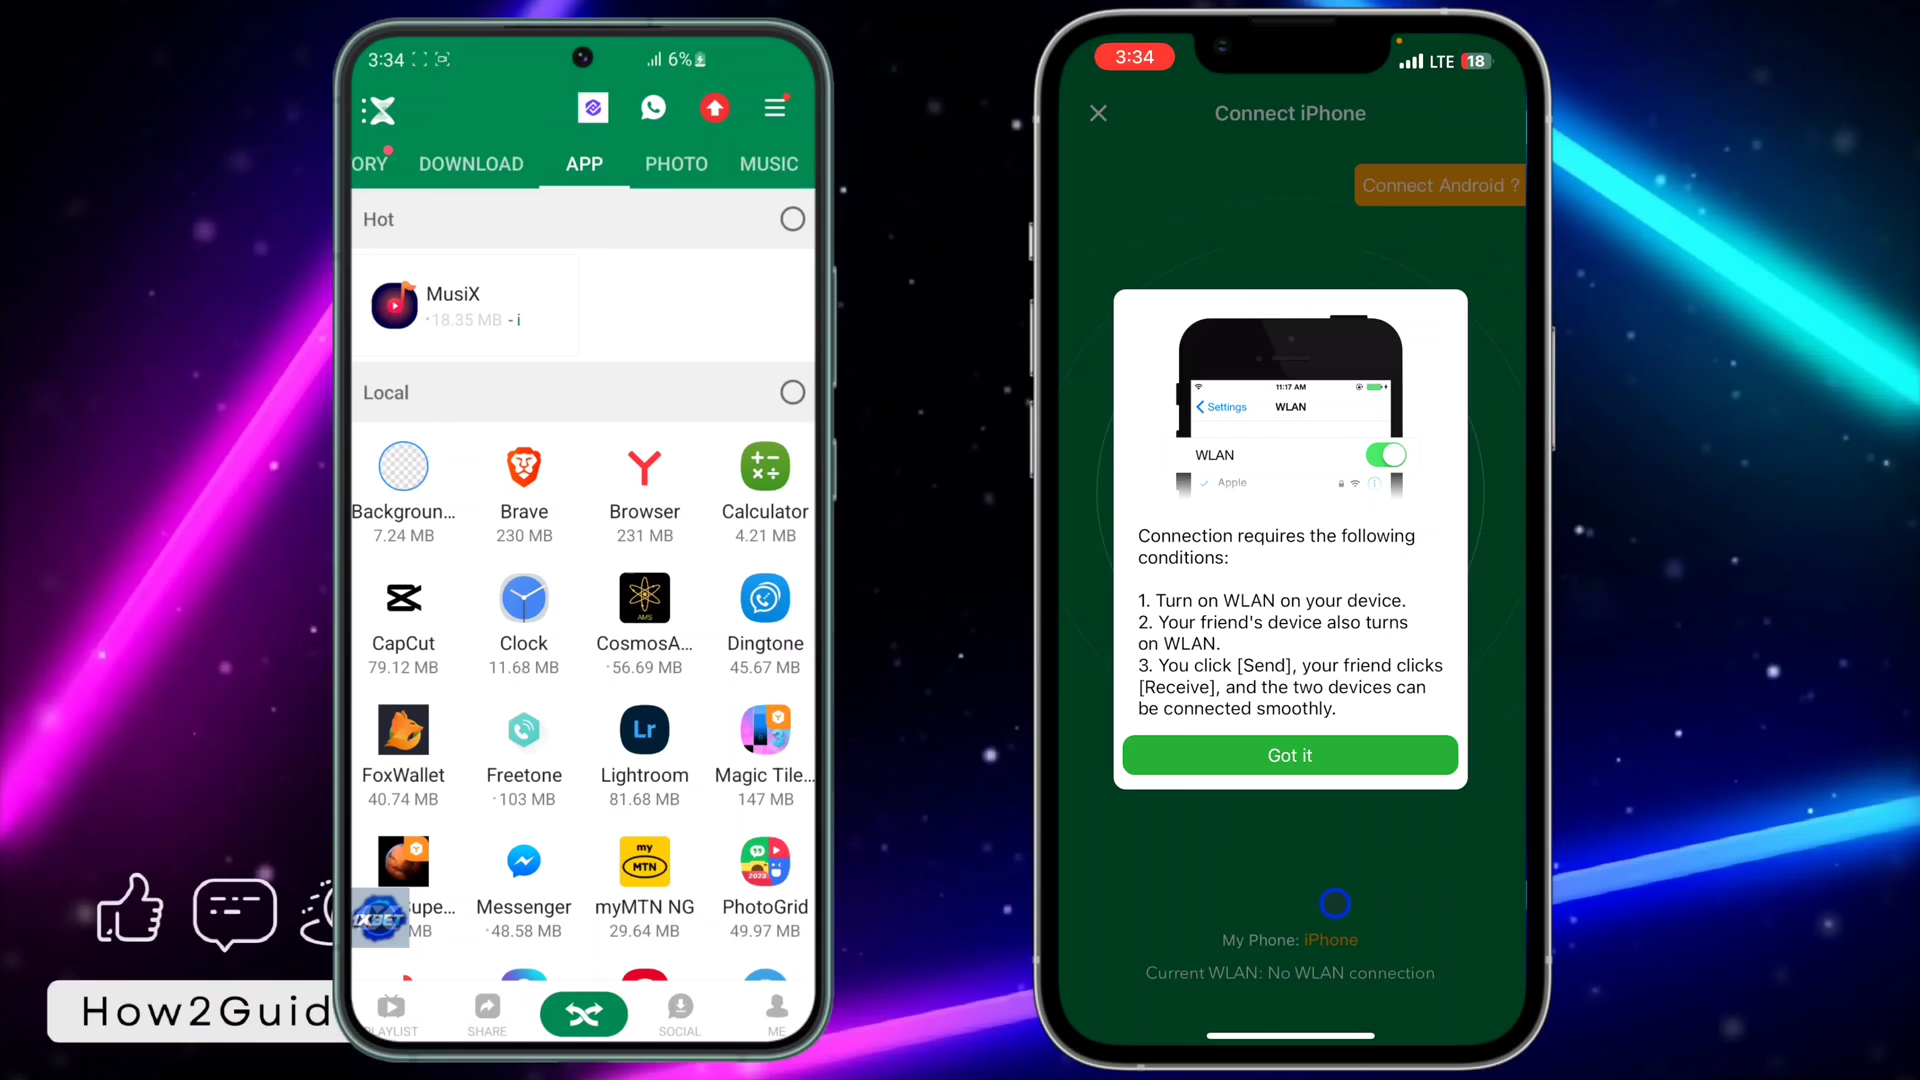 3:34
6%
ORY
DOWNLOAD
APP
PHOTO
MUSIC
Hot
MusiX
18.35 MB - i
Local
Backgroun...
Brave
Browser
Calculator
7.24 MB
230 MB
231 MB
4.21 MB
AMS
CapCut
Clock
CosmosA...
Dingtone
79.12 MB
11.68 MB
56.69 MB
45.67 MB
Lr
3
FoxWallet
Freetone
Lightroom
Magic Tile...
40.74 MB
103 MB
81.68 MB
147 MB
my
MTN
2023
1XBET
upe...
Messenger
myMTN NG
PhotoGrid
MB
48.58 MB
29.64 MB
49.97 MB
PLAYLIST
SHARE
SOCIAL
ME
How2Guid
3:34
LTE 18
Connect iPhone
Connect Android ?
11:17 AM
Settings
WLAN
WLAN
Apple
Connection requires the following
conditions:
1. Turn on WLAN on your device.
2. Your friend's device also turns
on WLAN.
3. You click [Send], your friend clicks
[Receive], and the two devices can
be connected smoothly.
Got it
My Phone: iPhone
Current WLAN: No WLAN connection